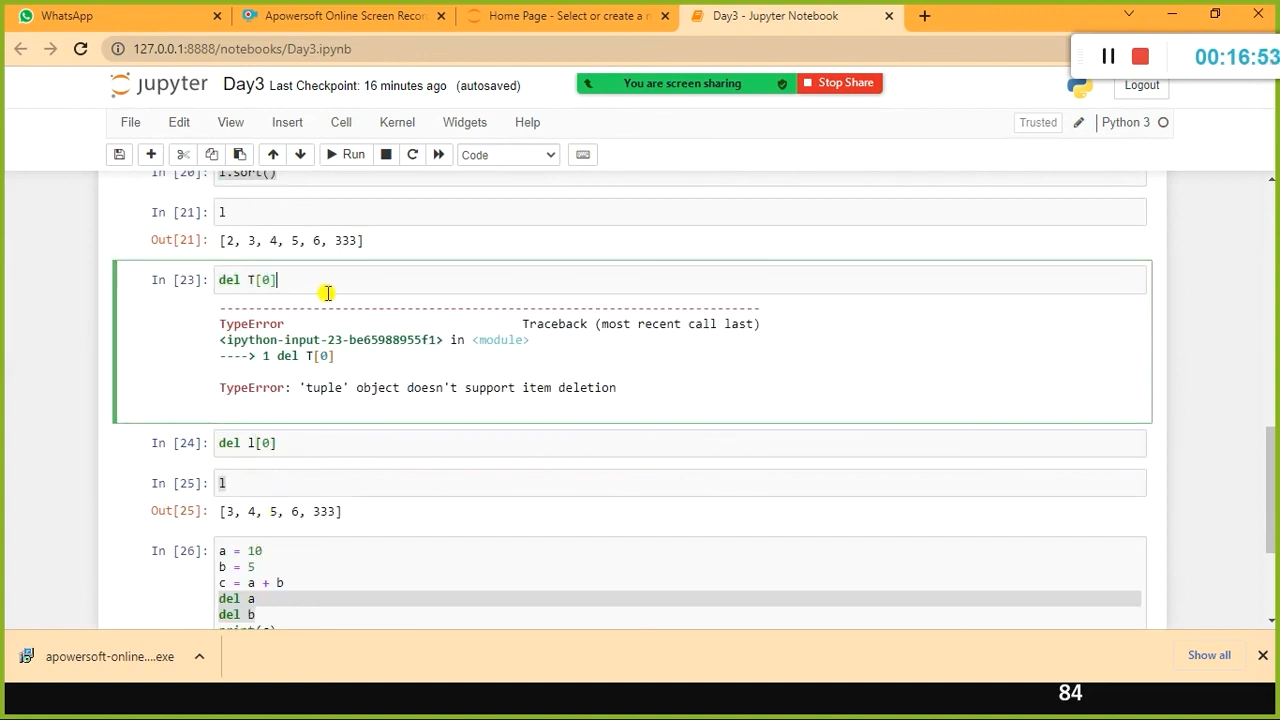 WhatsApp
Apowersoft Online Screen Recor
Home Page - Select or create a n
Day3 - Jupyter Notebook
127.0.0.1:8888/notebooks/Day3.ipynb
00:16:53
jupyter
Day3 Last Checkpoint: 16 minutes ago (autosaved)
You are screen sharing
Stop Share
Logout
File Edit View Insert Cell Kernel Widgets Help
Trusted
Python 3
Run
Code
In [20]: l.sort()
In [21]: l
Out[21]: [2, 3, 4, 5, 6, 333]
In [23]: del T[0]
---------------------------------------------------------------------------
TypeError Traceback (most recent call last)
<ipython-input-23-be65988955f1> in <module>
----> 1 del T[0]
TypeError: 'tuple' object doesn't support item deletion
In [24]: del l[0]
In [25]: l
Out[25]: [3, 4, 5, 6, 333]
In [26]: a = 10
b = 5
c = a + b
del a
del b
print(c)
apowersoft-online....exe
Show all
84